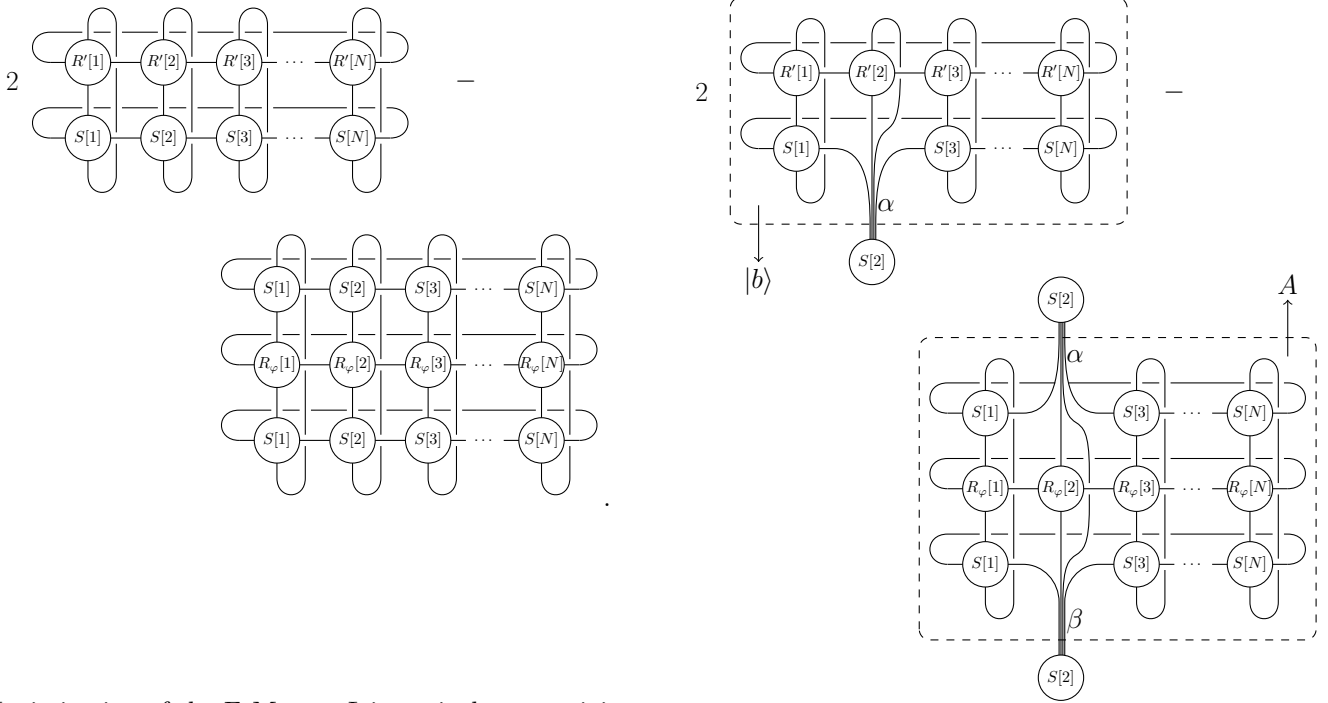 R′[1] R′[2] R′[3] ··· R′[N]
2 −
S[1] S[2] S[3] ··· S[N]
S[1] S[2] S[3] ··· S[N]
R_φ[1] R_φ[2] R_φ[3] ··· R_φ[N]
S[1] S[2] S[3] ··· S[N]
.
R′[1] R′[2] R′[3] ··· R′[N]
2 −
S[1] S[3] ··· S[N]
α
S[2]
|b⟩
A
S[2]
α
S[1] S[3] ··· S[N]
R_φ[1] R_φ[2] R_φ[3] ··· R_φ[N]
S[1] S[3] ··· S[N]
β
S[2]